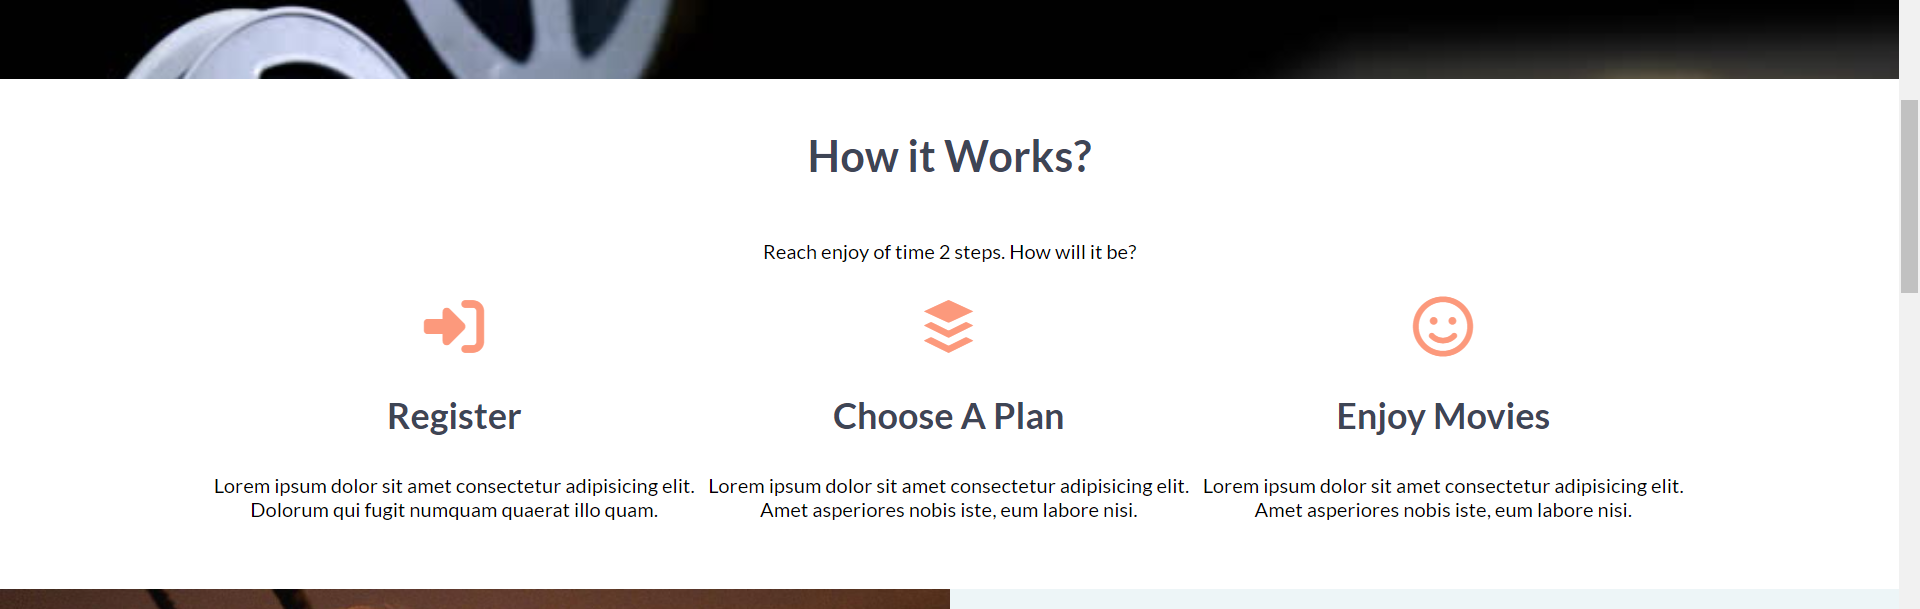 How it Works?
Reach enjoy of time 2 steps. How will it be?
Register
Lorem ipsum dolor sit amet consectetur adipisicing elit.
Dolorum qui fugit numquam quaerat illo quam.
Choose A Plan
Lorem ipsum dolor sit amet consectetur adipisicing elit.
Amet asperiores nobis iste, eum labore nisi.
Enjoy Movies
Lorem ipsum dolor sit amet consectetur adipisicing elit.
Amet asperiores nobis iste, eum labore nisi.